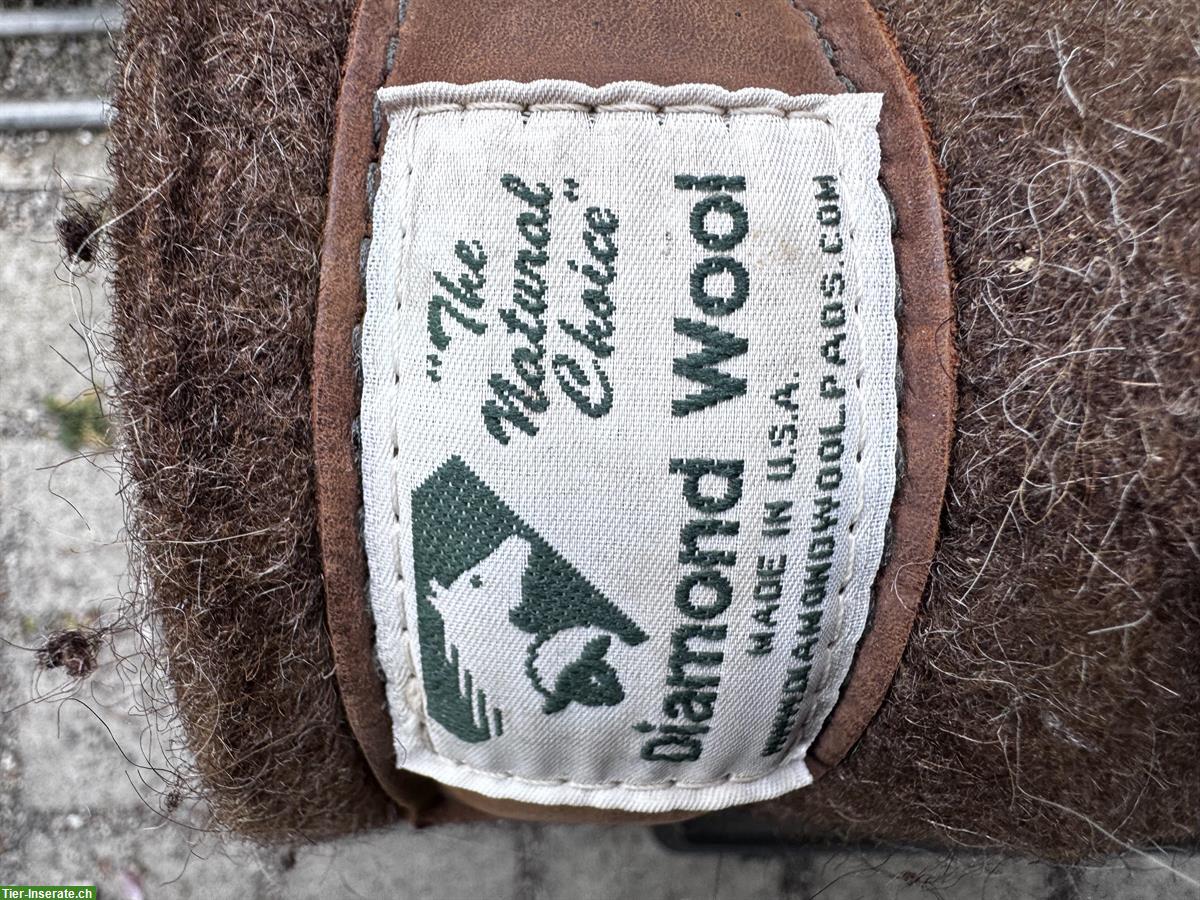 "The
Natural
Choice"
Diamond Wool
MADE IN U.S.A.
WWW.DIAMONDWOOLPADS.COM
Tier-Inserate.ch